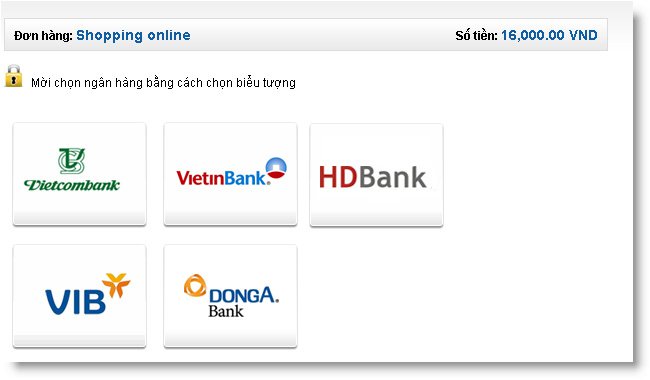 Đơn hàng: Shopping online Số tiền: 16,000.00 VND
Mời chọn ngân hàng bằng cách chọn biểu tượng
Vietcombank VietinBank HDBank
VIB DONGA
Bank